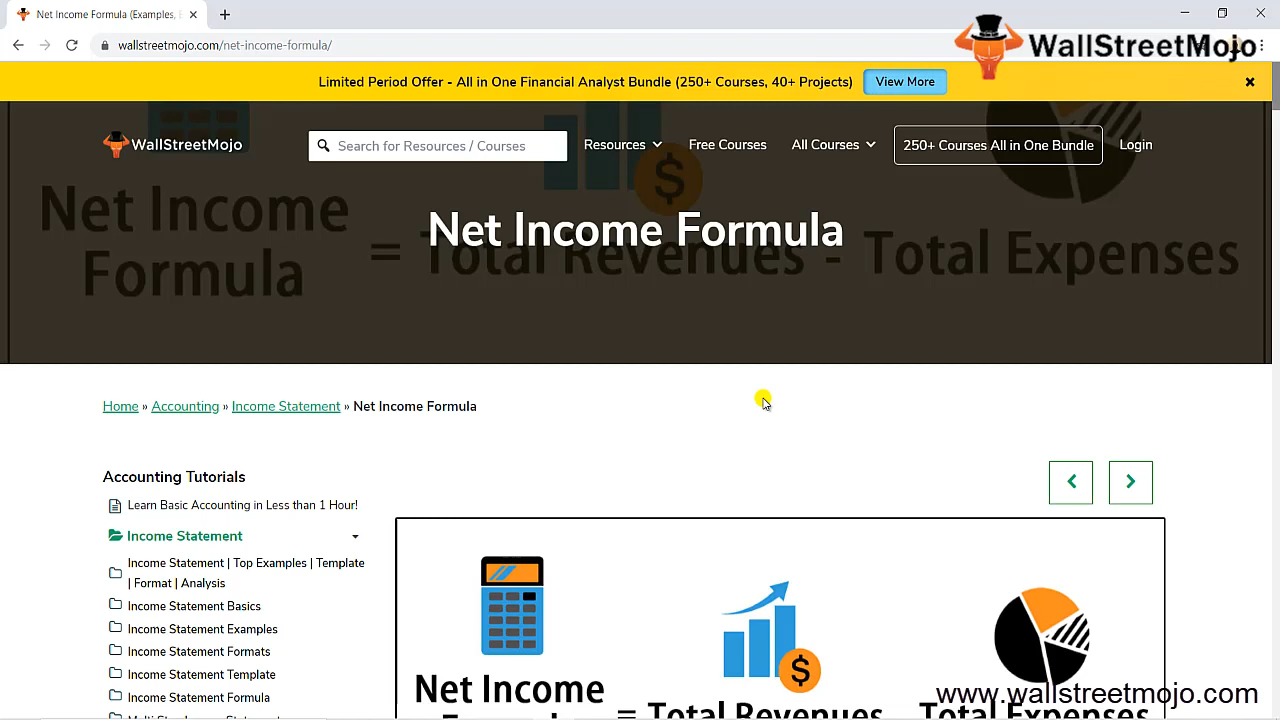 Net Income Formula (Examples,
WallStreetMojo
wallstreetmojo.com/net-income-formula/
Limited Period Offer - All in One Financial Analyst Bundle (250+ Courses, 40+ Projects) View More
WallStreetMojo
Search for Resources / Courses
Resources
Free Courses
All Courses
250+ Courses All in One Bundle
Login
Net Income Formula = Total Revenues - Total Expenses
Net Income Formula
Home » Accounting » Income Statement » Net Income Formula
Accounting Tutorials
Learn Basic Accounting in Less than 1 Hour!
Income Statement
Income Statement | Top Examples | Template
| Format | Analysis
Income Statement Basics
Income Statement Examples
Income Statement Formats
Income Statement Template
Income Statement Formula
Net Income
= Total Revenues
Total Expenses
www.wallstreetmojo.com